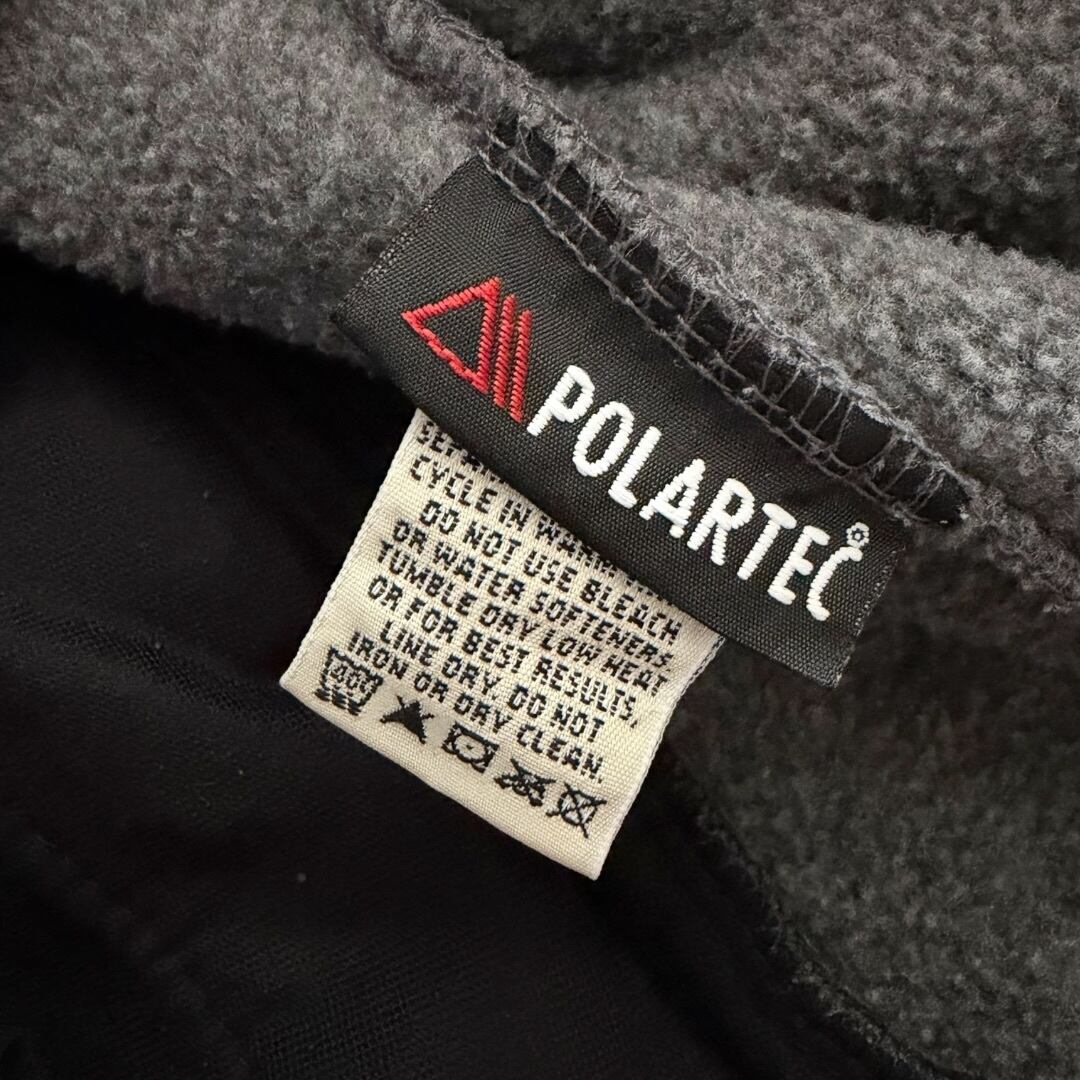 POLARTEC®
CYCLE IN WARM
DO NOT USE BLEACH
OR WATER SOFTENERS.
TUMBLE DRY LOW HEAT
OR FOR BEST RESULTS,
LINE DRY. DO NOT
IRON OR DRY CLEAN.